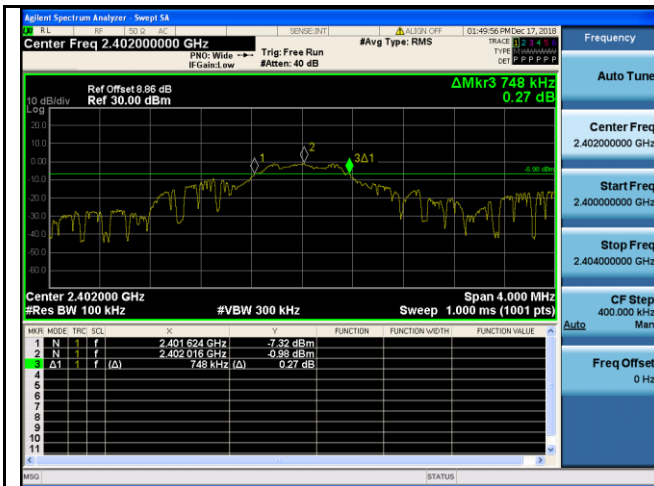 Agilent Spectrum Analyzer - Swept SA
RL RF 50 Ω AC SENSE:INT ALIGN OFF 01:49:56 PM Dec 17, 2018
Center Freq 2.402000000 GHz #Avg Type: RMS TRACE 1 2 3 4 5 6
PNO: Wide Trig: Free Run TYPE
IFGain:Low #Atten: 40 dB DET P P P P P P
Ref Offset 8.86 dB ΔMkr3 748 kHz
10 dB/div Ref 30.00 dBm 0.27 dB
Log
20.0
10.0
0.00
-10.0
-20.0
-30.0
-40.0
-50.0
-60.0
1
2
3Δ1
-6.98 dBm
Center 2.402000 GHz Span 4.000 MHz
#Res BW 100 kHz #VBW 300 kHz Sweep 1.000 ms (1001 pts)
MKR MODE TRC SCL X Y FUNCTION FUNCTION WIDTH FUNCTION VALUE
1 N 1 f 2.401 624 GHz -7.32 dBm
2 N 1 f 2.402 016 GHz -0.98 dBm
3 Δ1 1 f (Δ) 748 kHz (Δ) 0.27 dB
4
5
6
7
8
9
10
11
MSG STATUS
Frequency
Auto Tune
Center Freq
2.402000000 GHz
Start Freq
2.400000000 GHz
Stop Freq
2.404000000 GHz
CF Step
400.000 kHz
Auto Man
Freq Offset
0 Hz